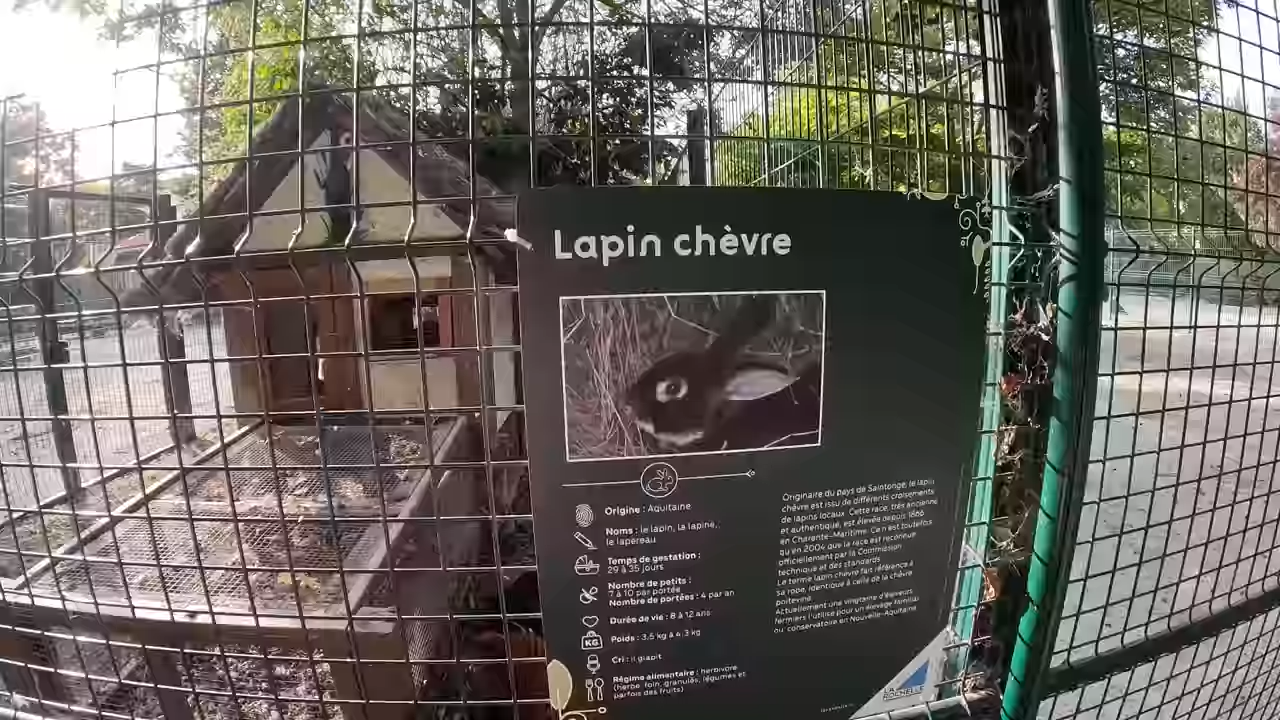 Lapin chèvre
Origine : Aquitaine
Noms : le lapin, la lapine,
le lapereau
Temps de gestation :
29 à 35 jours
Nombre de petits :
7 à 10 par portée
Nombre de portées : 4 par an
Durée de vie : 8 à 12 ans
KG
Poids : 3,5 kg à 4,3 kg
Cri : il glapit
Régime alimentaire : herbivore
(herbe, foin, granulés, légumes et
parfois des fruits)
Originaire du pays de Saintonge, le lapin
chèvre est issu de différents croisements
de lapins locaux. Cette race, très ancienne
et authentique, est élevée depuis 1886
en Charente-Maritime. Ce n'est toutefois
qu'en 2004 que la race est reconnue
officiellement par la Commission
technique et des standards.
Le terme lapin chèvre fait référence à
sa robe, identique à celle de la chèvre
poitevine.
Actuellement une vingtaine d'éleveurs
fermiers l'utilise pour un élevage familial
ou conservatoire en Nouvelle-Aquitaine
LA
ROCHELLE